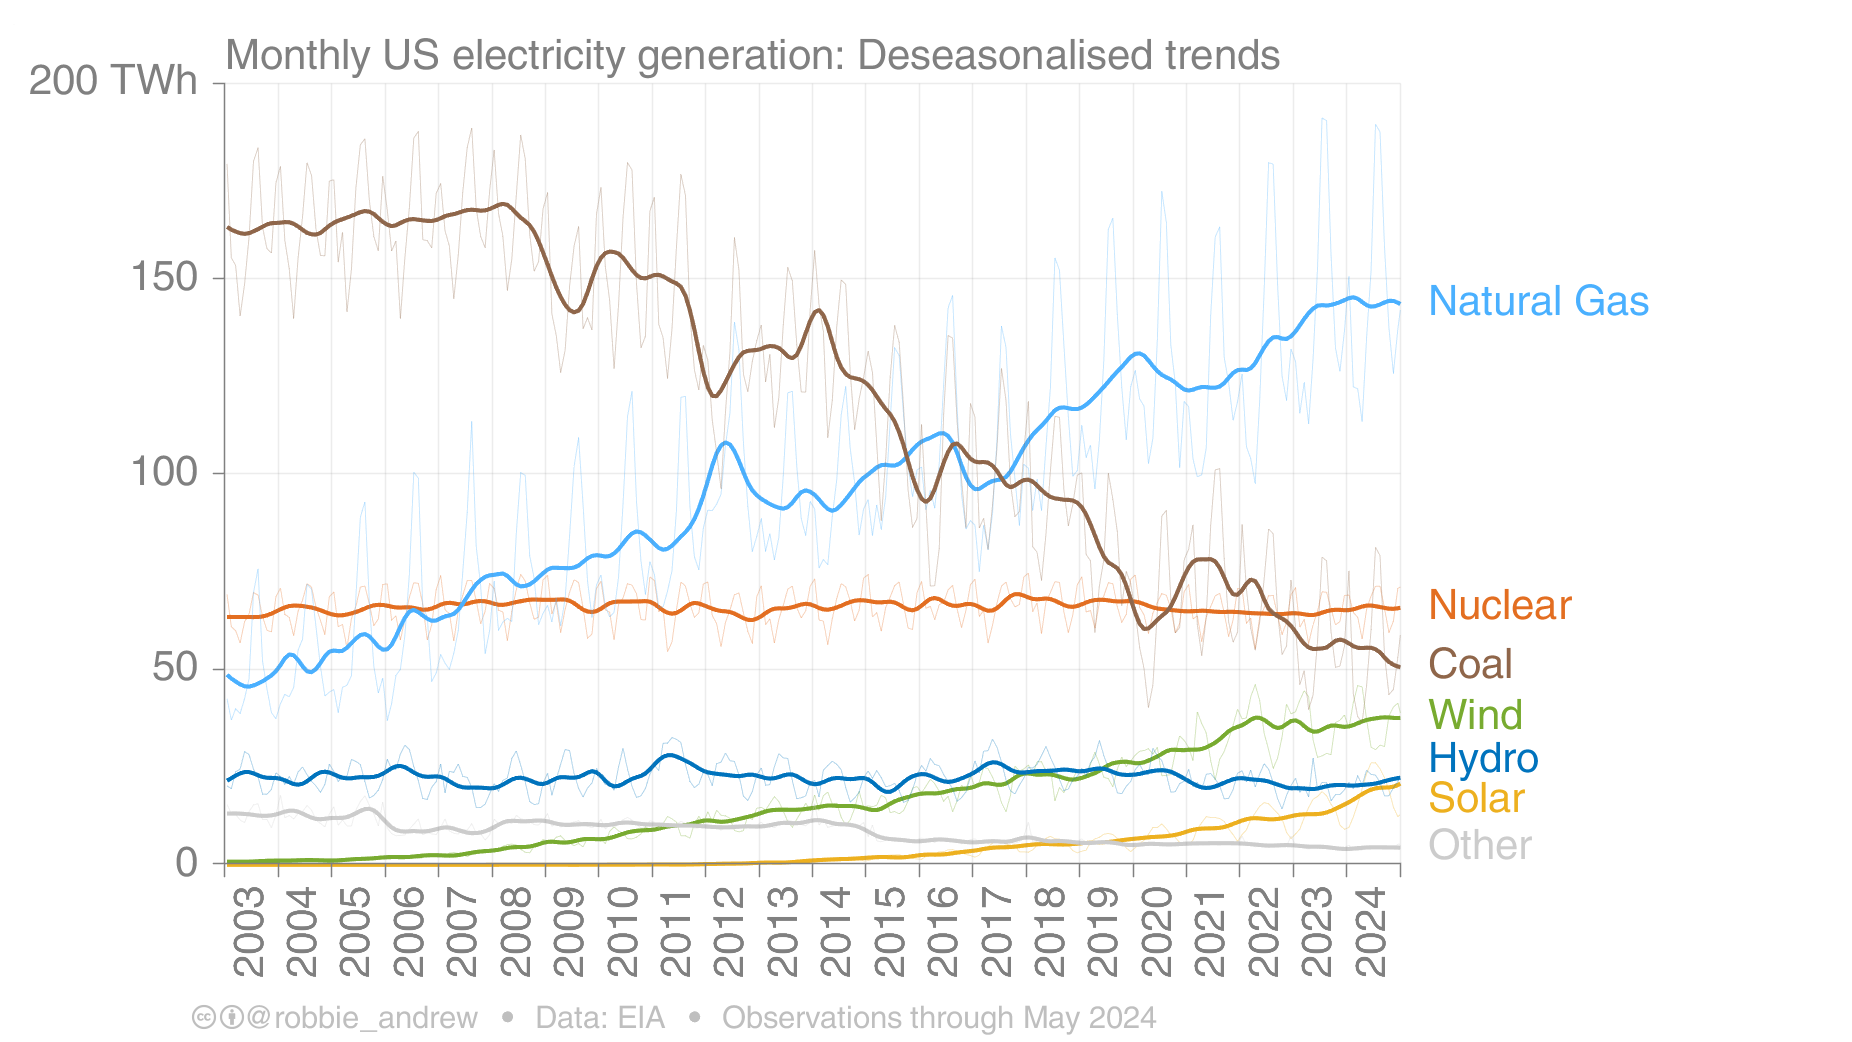 Monthly US electricity generation: Deseasonalised trends
200 TWh
150
100
50
0
Natural Gas
Nuclear
Coal
Wind
Hydro
Solar
Other
2003
2004
2005
2006
2007
2008
2009
2010
2011
2012
2013
2014
2015
2016
2017
2018
2019
2020
2021
2022
2023
2024
cc @robbie_andrew • Data: EIA • Observations through May 2024